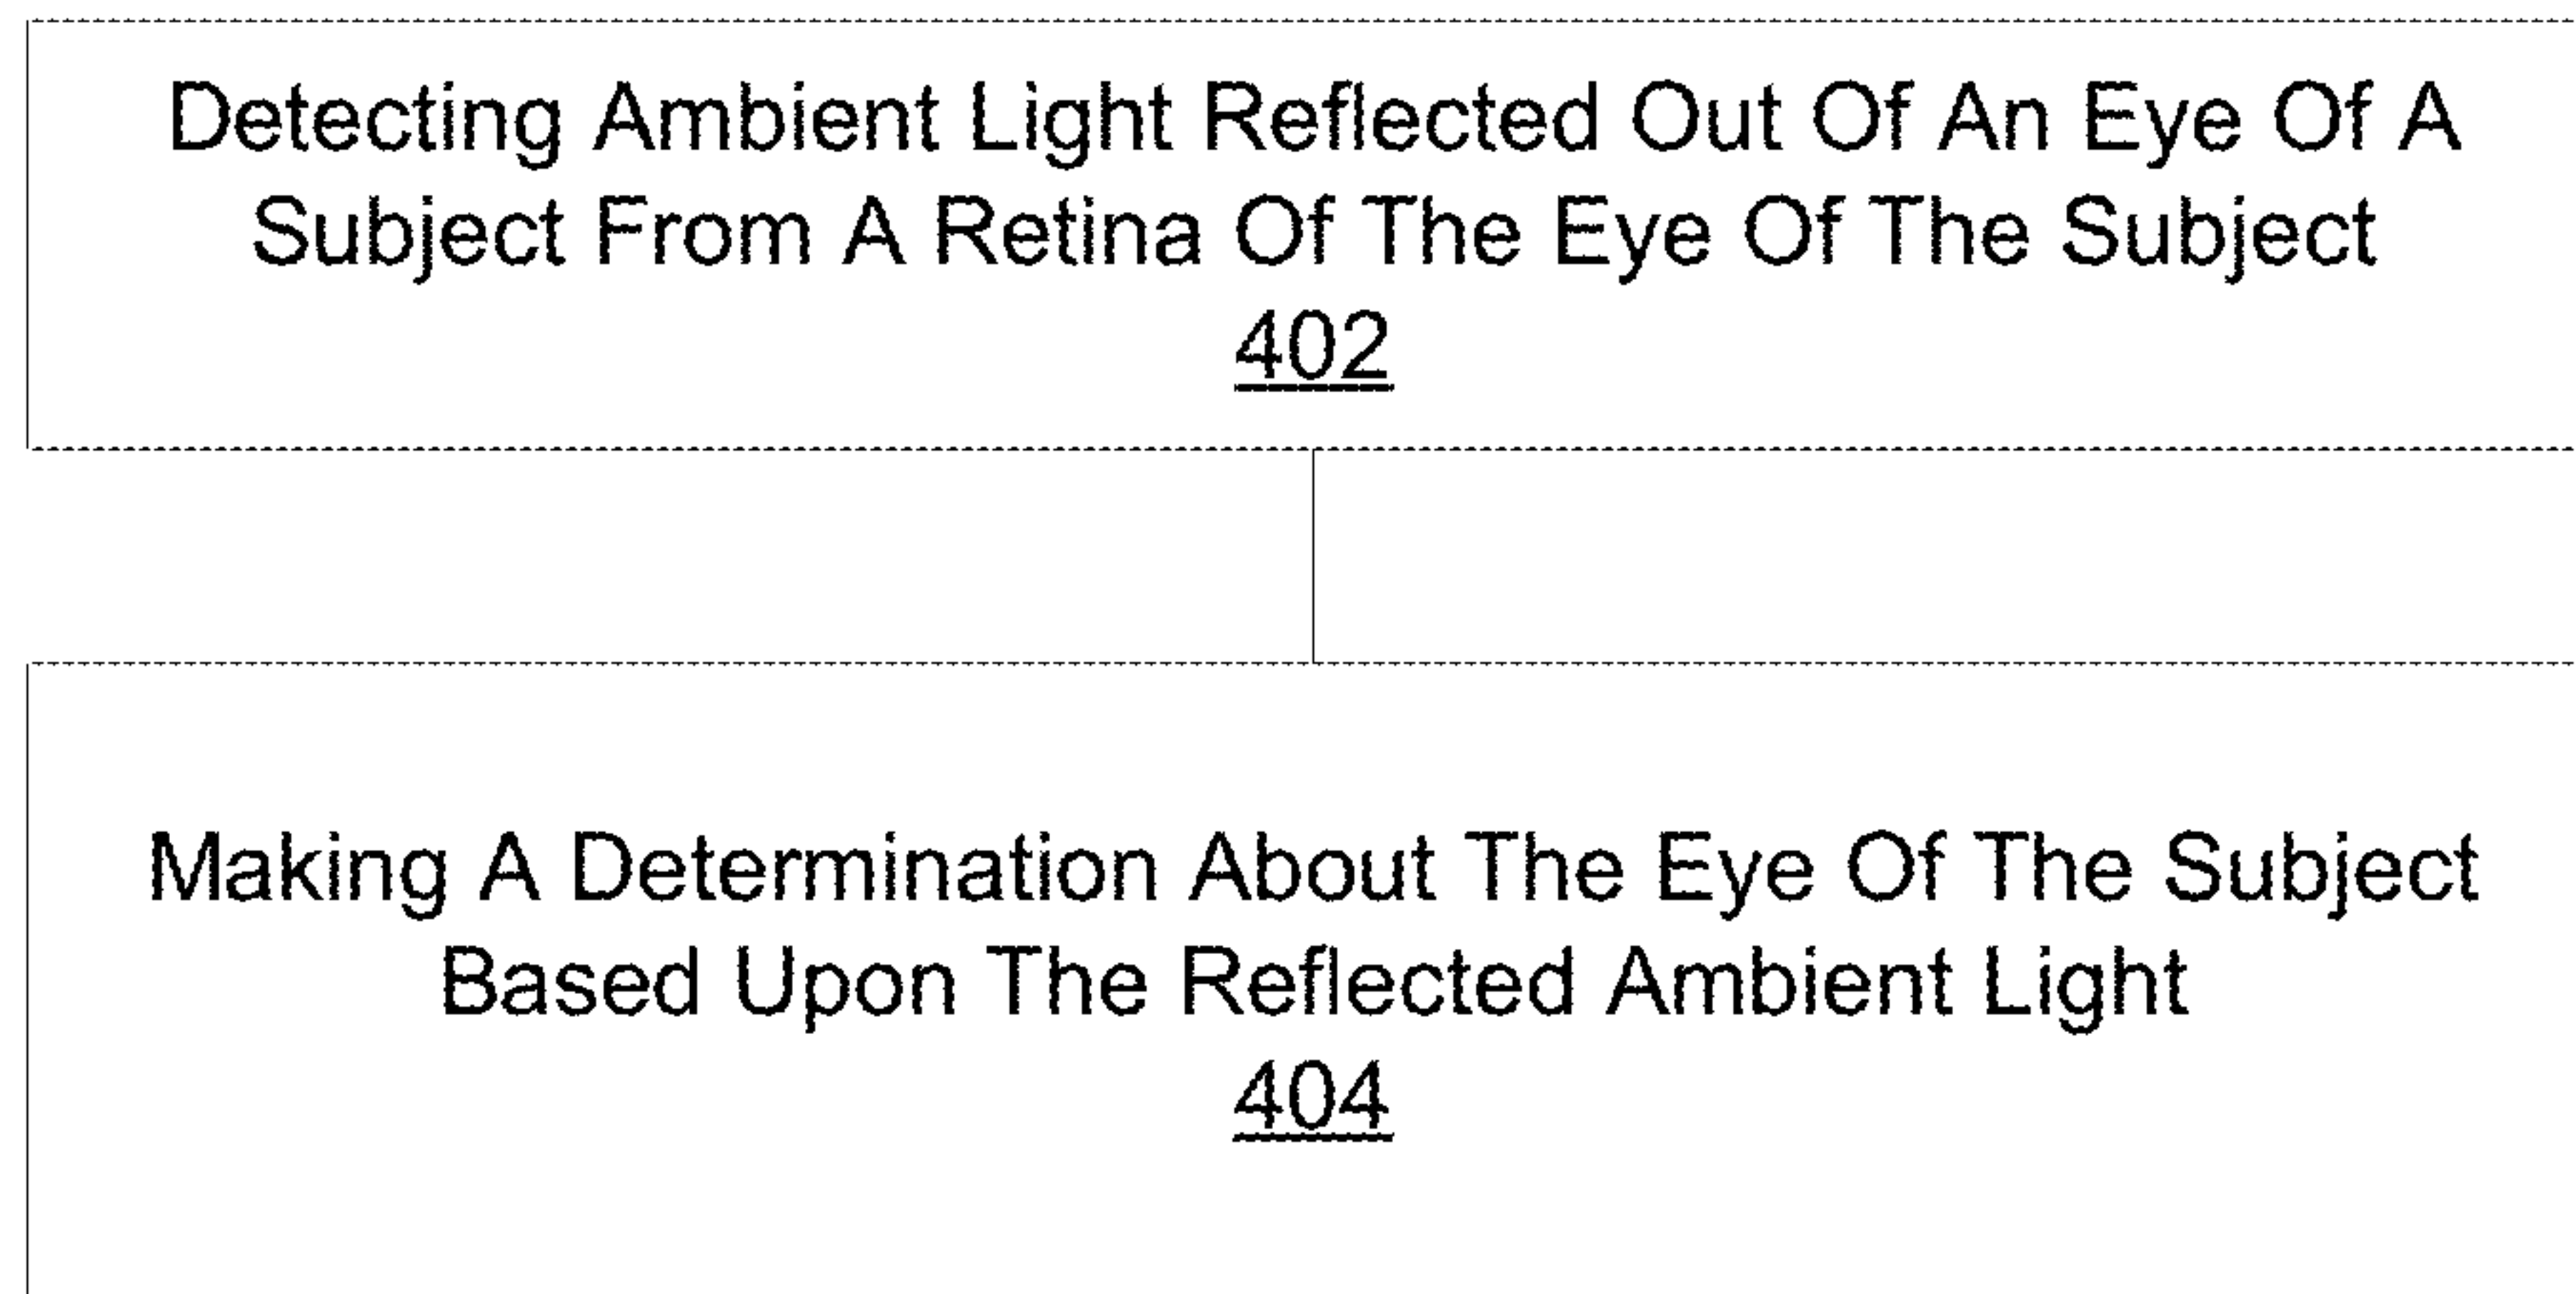 Detecting Ambient Light Reflected Out Of An Eye Of A
Subject From A Retina Of The Eye Of The Subject
402
Making A Determination About The Eye Of The Subject
Based Upon The Reflected Ambient Light
404